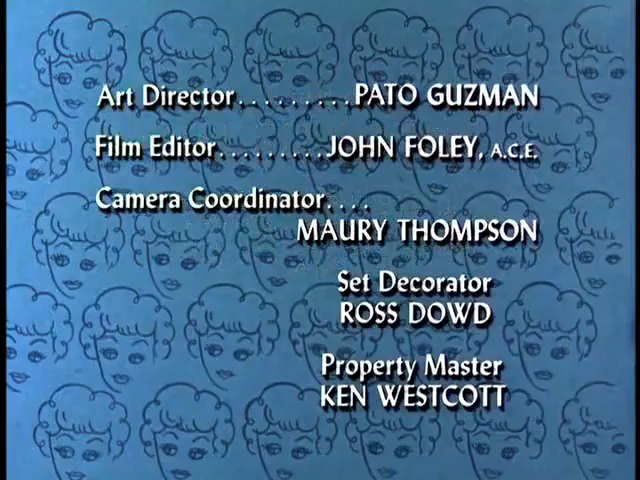 Art Director.........PATO GUZMAN
Film Editor.........JOHN FOLEY, A.C.E.
Camera Coordinator....
MAURY THOMPSON
Set Decorator
ROSS DOWD
Property Master
KEN WESTCOTT